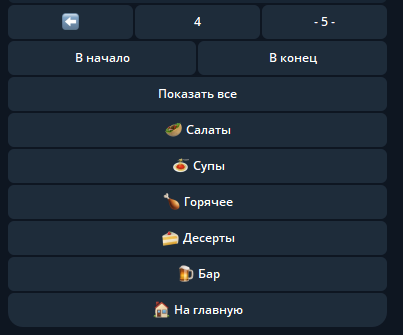 4 - 5 -
В начало В конец
Показать все
Салаты
Супы
Горячее
Десерты
Бар
На главную